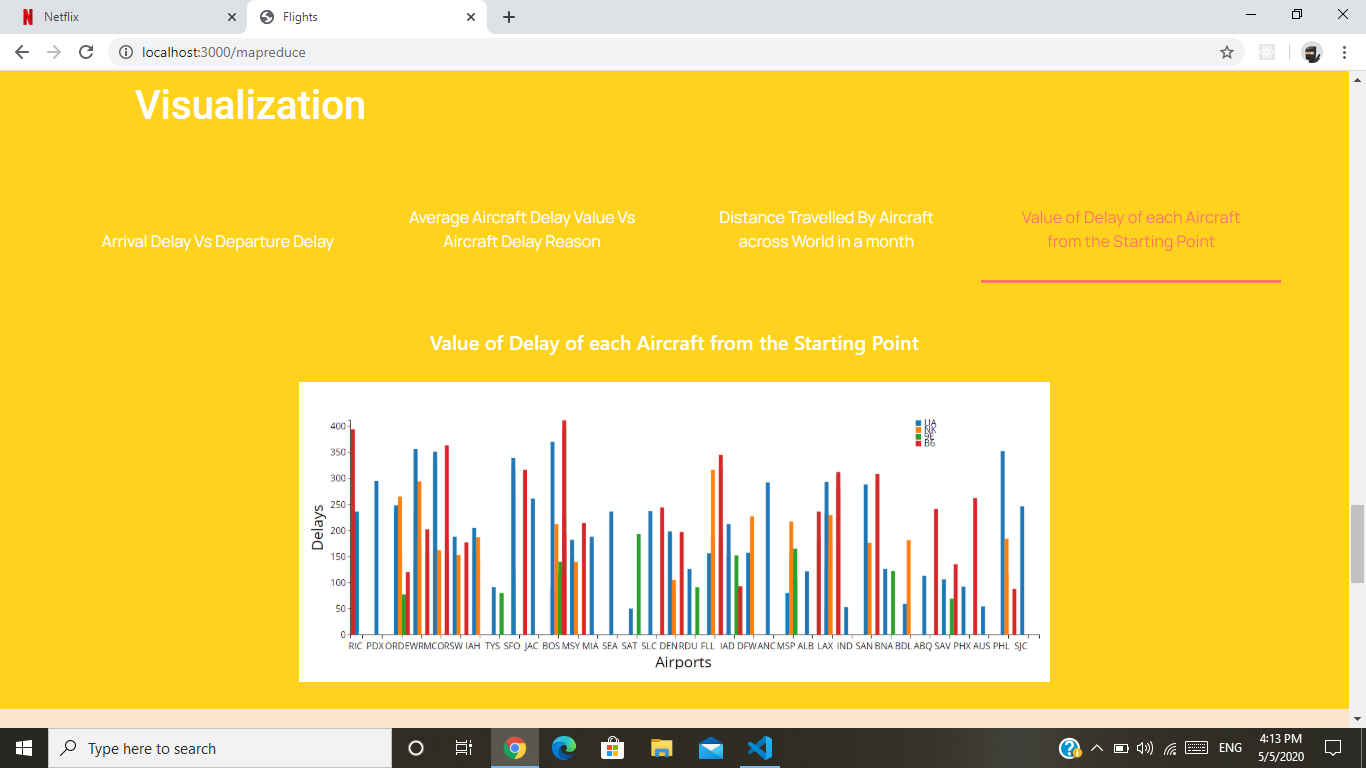 Netflix
Flights
localhost:3000/mapreduce
Visualization
Arrival Delay Vs Departure Delay
Average Aircraft Delay Value Vs
Aircraft Delay Reason
Distance Travelled By Aircraft
across World in a month
Value of Delay of each Aircraft
from the Starting Point
Value of Delay of each Aircraft from the Starting Point
UA
NK
9E
B6
400
350
300
250
200
150
100
50
0
Delays
RIC PDX ORD EWR MCO RSW IAH TYS SFO JAC BOS MSY MIA SEA SAT SLC DEN RDU FLL IAD DFW ANC MSP ALB LAX IND SAN BNA BDL ABQ SAV PHX AUS PHL SJC
Airports
Type here to search
ENG
4:13 PM
5/5/2020